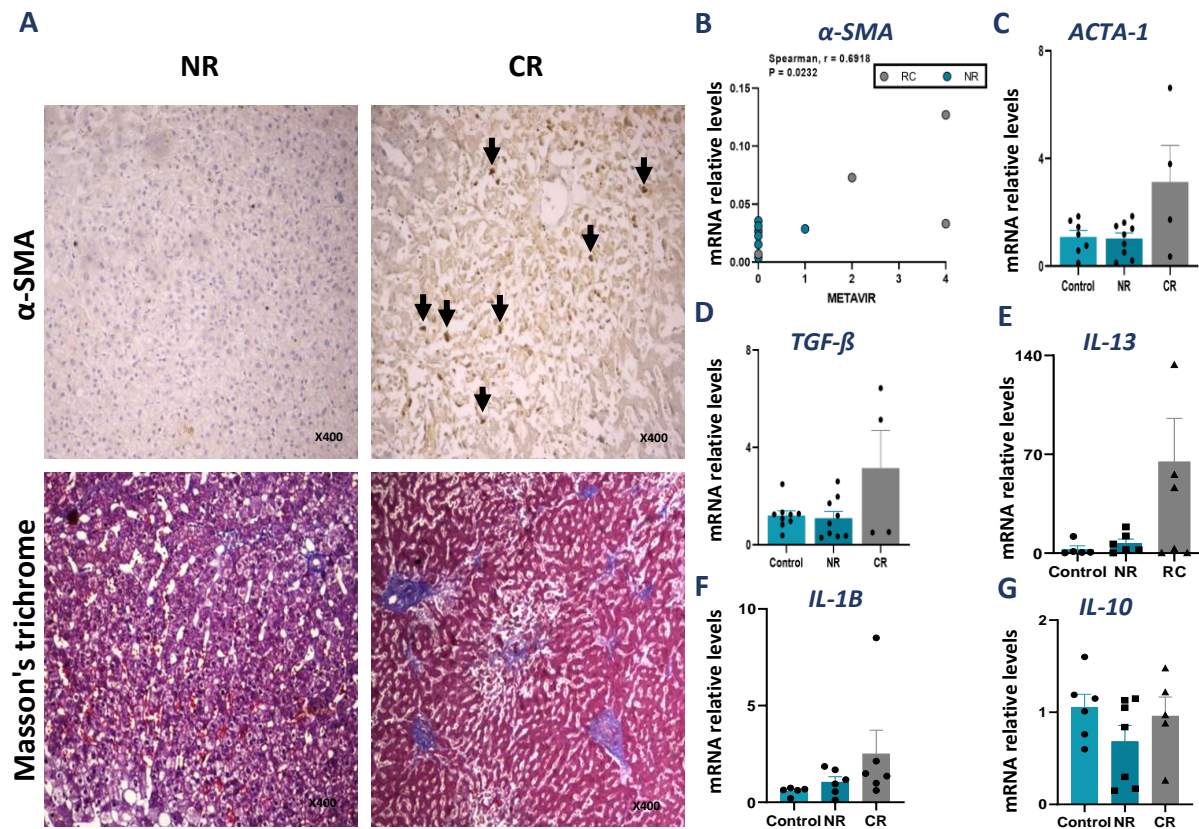 A
NR
CR
α-SMA
X400
X400
Masson's trichrome
X400
X400
B
α-SMA
Spearman, r = 0.6918
P = 0.0232
RC
NR
mRNA relative levels
0.15
0.10
0.05
0.00
0
1
2
3
4
METAVIR
C
ACTA-1
mRNA relative levels
8
4
0
Control
NR
CR
D
TGF-ß
mRNA relative levels
8
4
0
Control
NR
CR
E
IL-13
mRNA relative levels
140
70
0
Control
NR
RC
F
IL-1B
mRNA relative levels
10
5
0
Control
NR
CR
G
IL-10
mRNA relative levels
2
1
0
Control
NR
CR